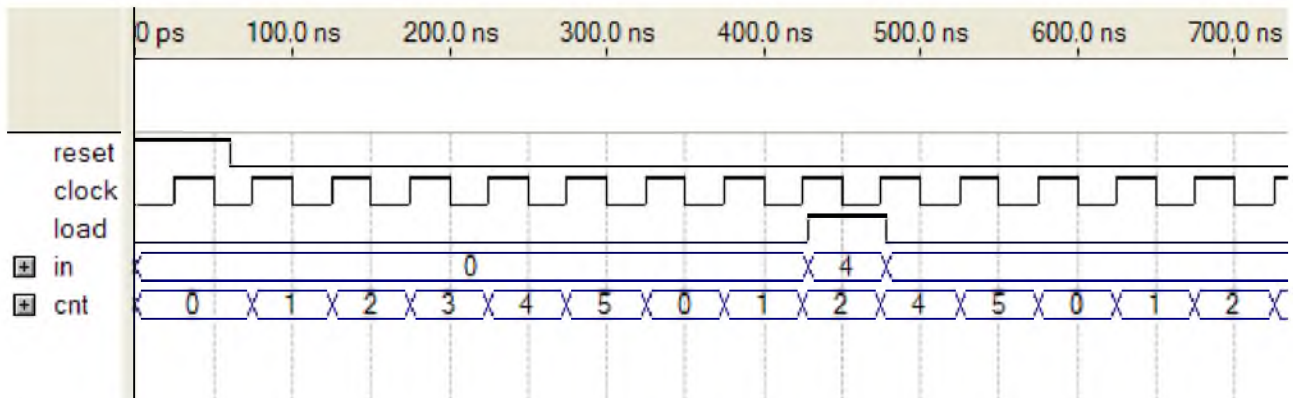 0 ps 100.0 ns 200.0 ns 300.0 ns 400.0 ns 500.0 ns 600.0 ns 700.0 ns
reset
clock
load
in 0 4
cnt 0 1 2 3 4 5 0 1 2 4 5 0 1 2